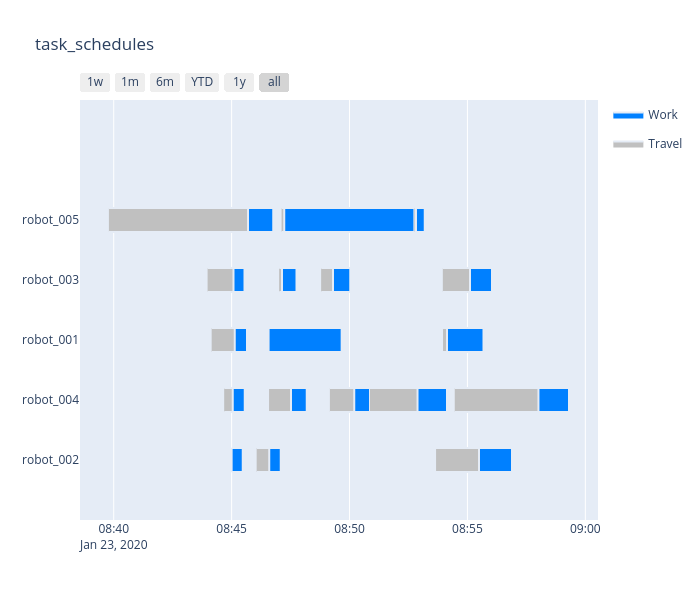 task_schedules
1w 1m 6m YTD 1y all
Work
Travel
robot_005
robot_003
robot_001
robot_004
robot_002
08:40 08:45 08:50 08:55 09:00
Jan 23, 2020